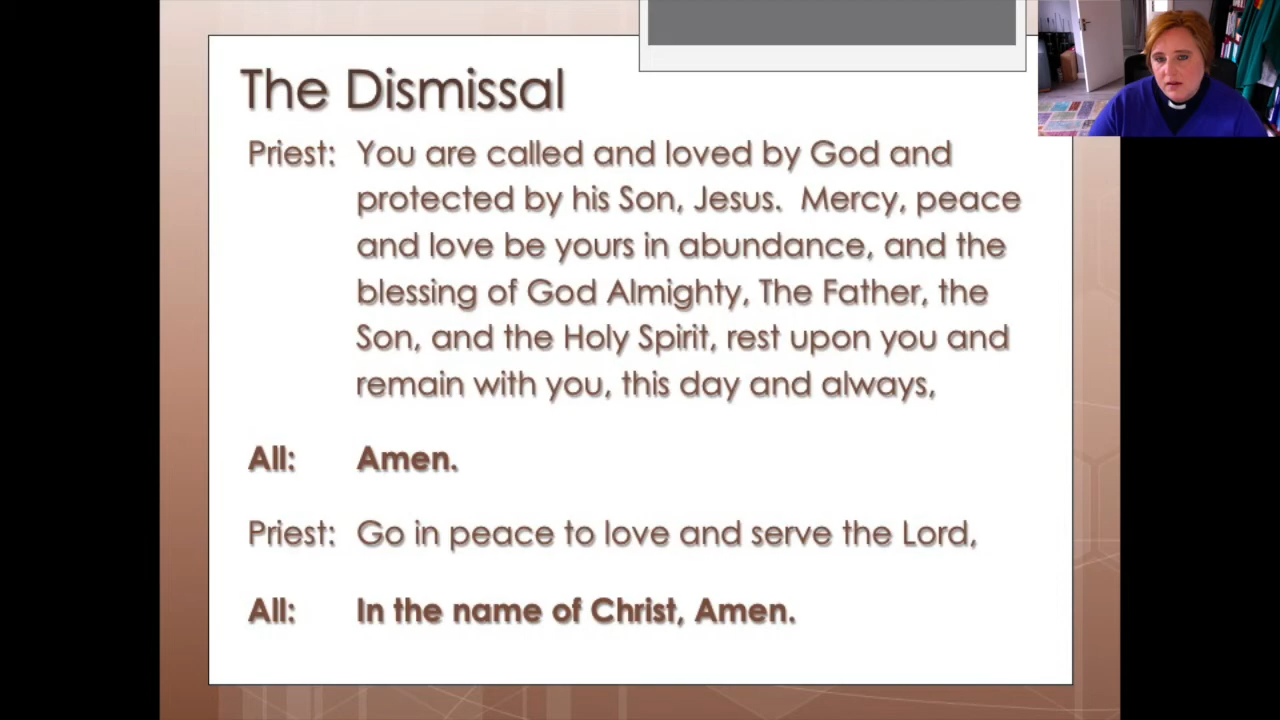 The Dismissal
Priest: You are called and loved by God and
protected by his Son, Jesus. Mercy, peace
and love be yours in abundance, and the
blessing of God Almighty, The Father, the
Son, and the Holy Spirit, rest upon you and
remain with you, this day and always,
All: Amen.
Priest: Go in peace to love and serve the Lord,
All: In the name of Christ, Amen.